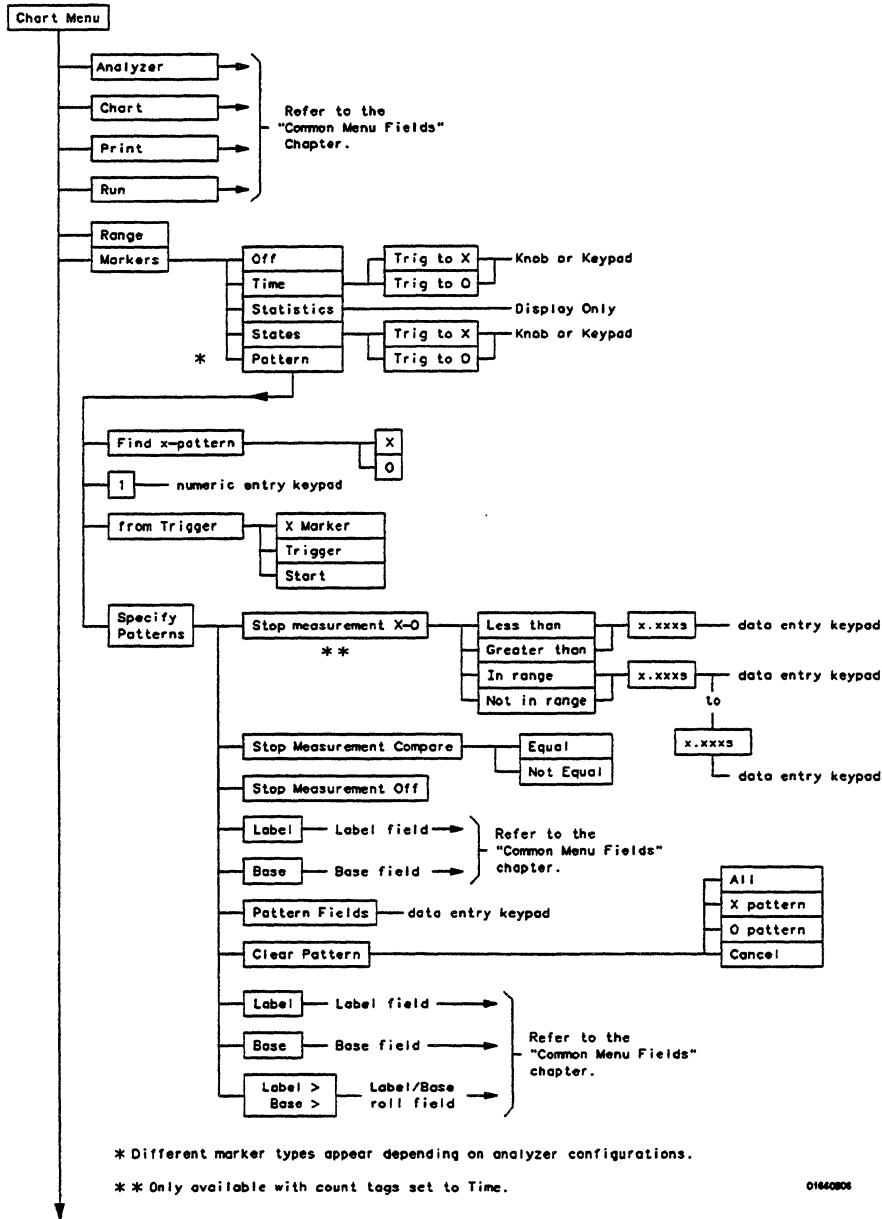 Chart Menu
Analyzer
Chart
Print
Run
Refer to the
"Common Menu Fields"
Chapter.
Range
Markers
Off
Time
Statistics
States
Pattern
*
Trig to X
Trig to O
Knob or Keypad
Display Only
Trig to X
Trig to O
Knob or Keypad
Find x-pattern
X
O
1
numeric entry keypad
from Trigger
X Marker
Trigger
Start
Specify
Patterns
Stop measurement X-O
**
Less than
Greater than
In range
Not in range
x.xxxs
data entry keypad
x.xxxs
data entry keypad
to
x.xxxs
data entry keypad
Stop Measurement Compare
Equal
Not Equal
Stop Measurement Off
Label
Label field
Base
Base field
Refer to the
"Common Menu Fields"
chapter.
Pattern Fields
data entry keypad
Clear Pattern
All
X pattern
O pattern
Cancel
Label
Label field
Base
Base field
Label >
Base >
Label/Base
roll field
Refer to the
"Common Menu Fields"
chapter.
* Different marker types appear depending on analyzer configurations.
* * Only available with count tags set to Time.
01660B06